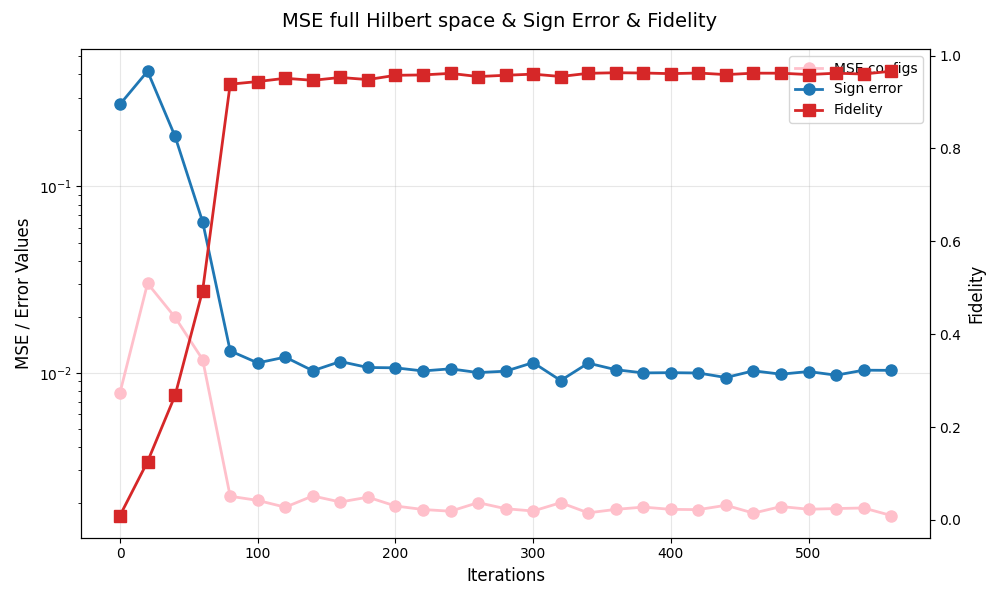 MSE full Hilbert space & Sign Error & Fidelity
MSE configs
Sign error
Fidelity
10⁻¹
10⁻²
MSE / Error Values
1.0
0.8
0.6
0.4
0.2
0.0
Fidelity
0 100 200 300 400 500
Iterations